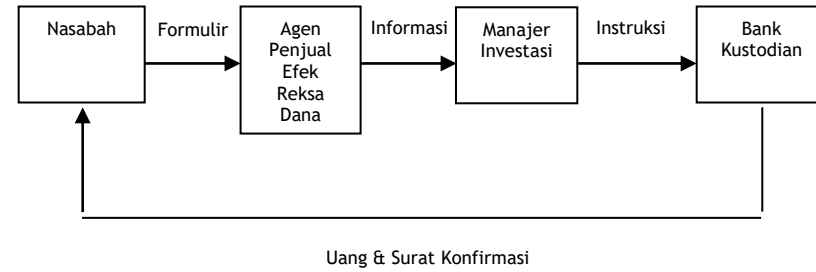 Nasabah
Formulir
Agen
Penjual
Efek
Reksa
Dana
Informasi
Manajer
Investasi
Instruksi
Bank
Kustodian
Uang & Surat Konfirmasi